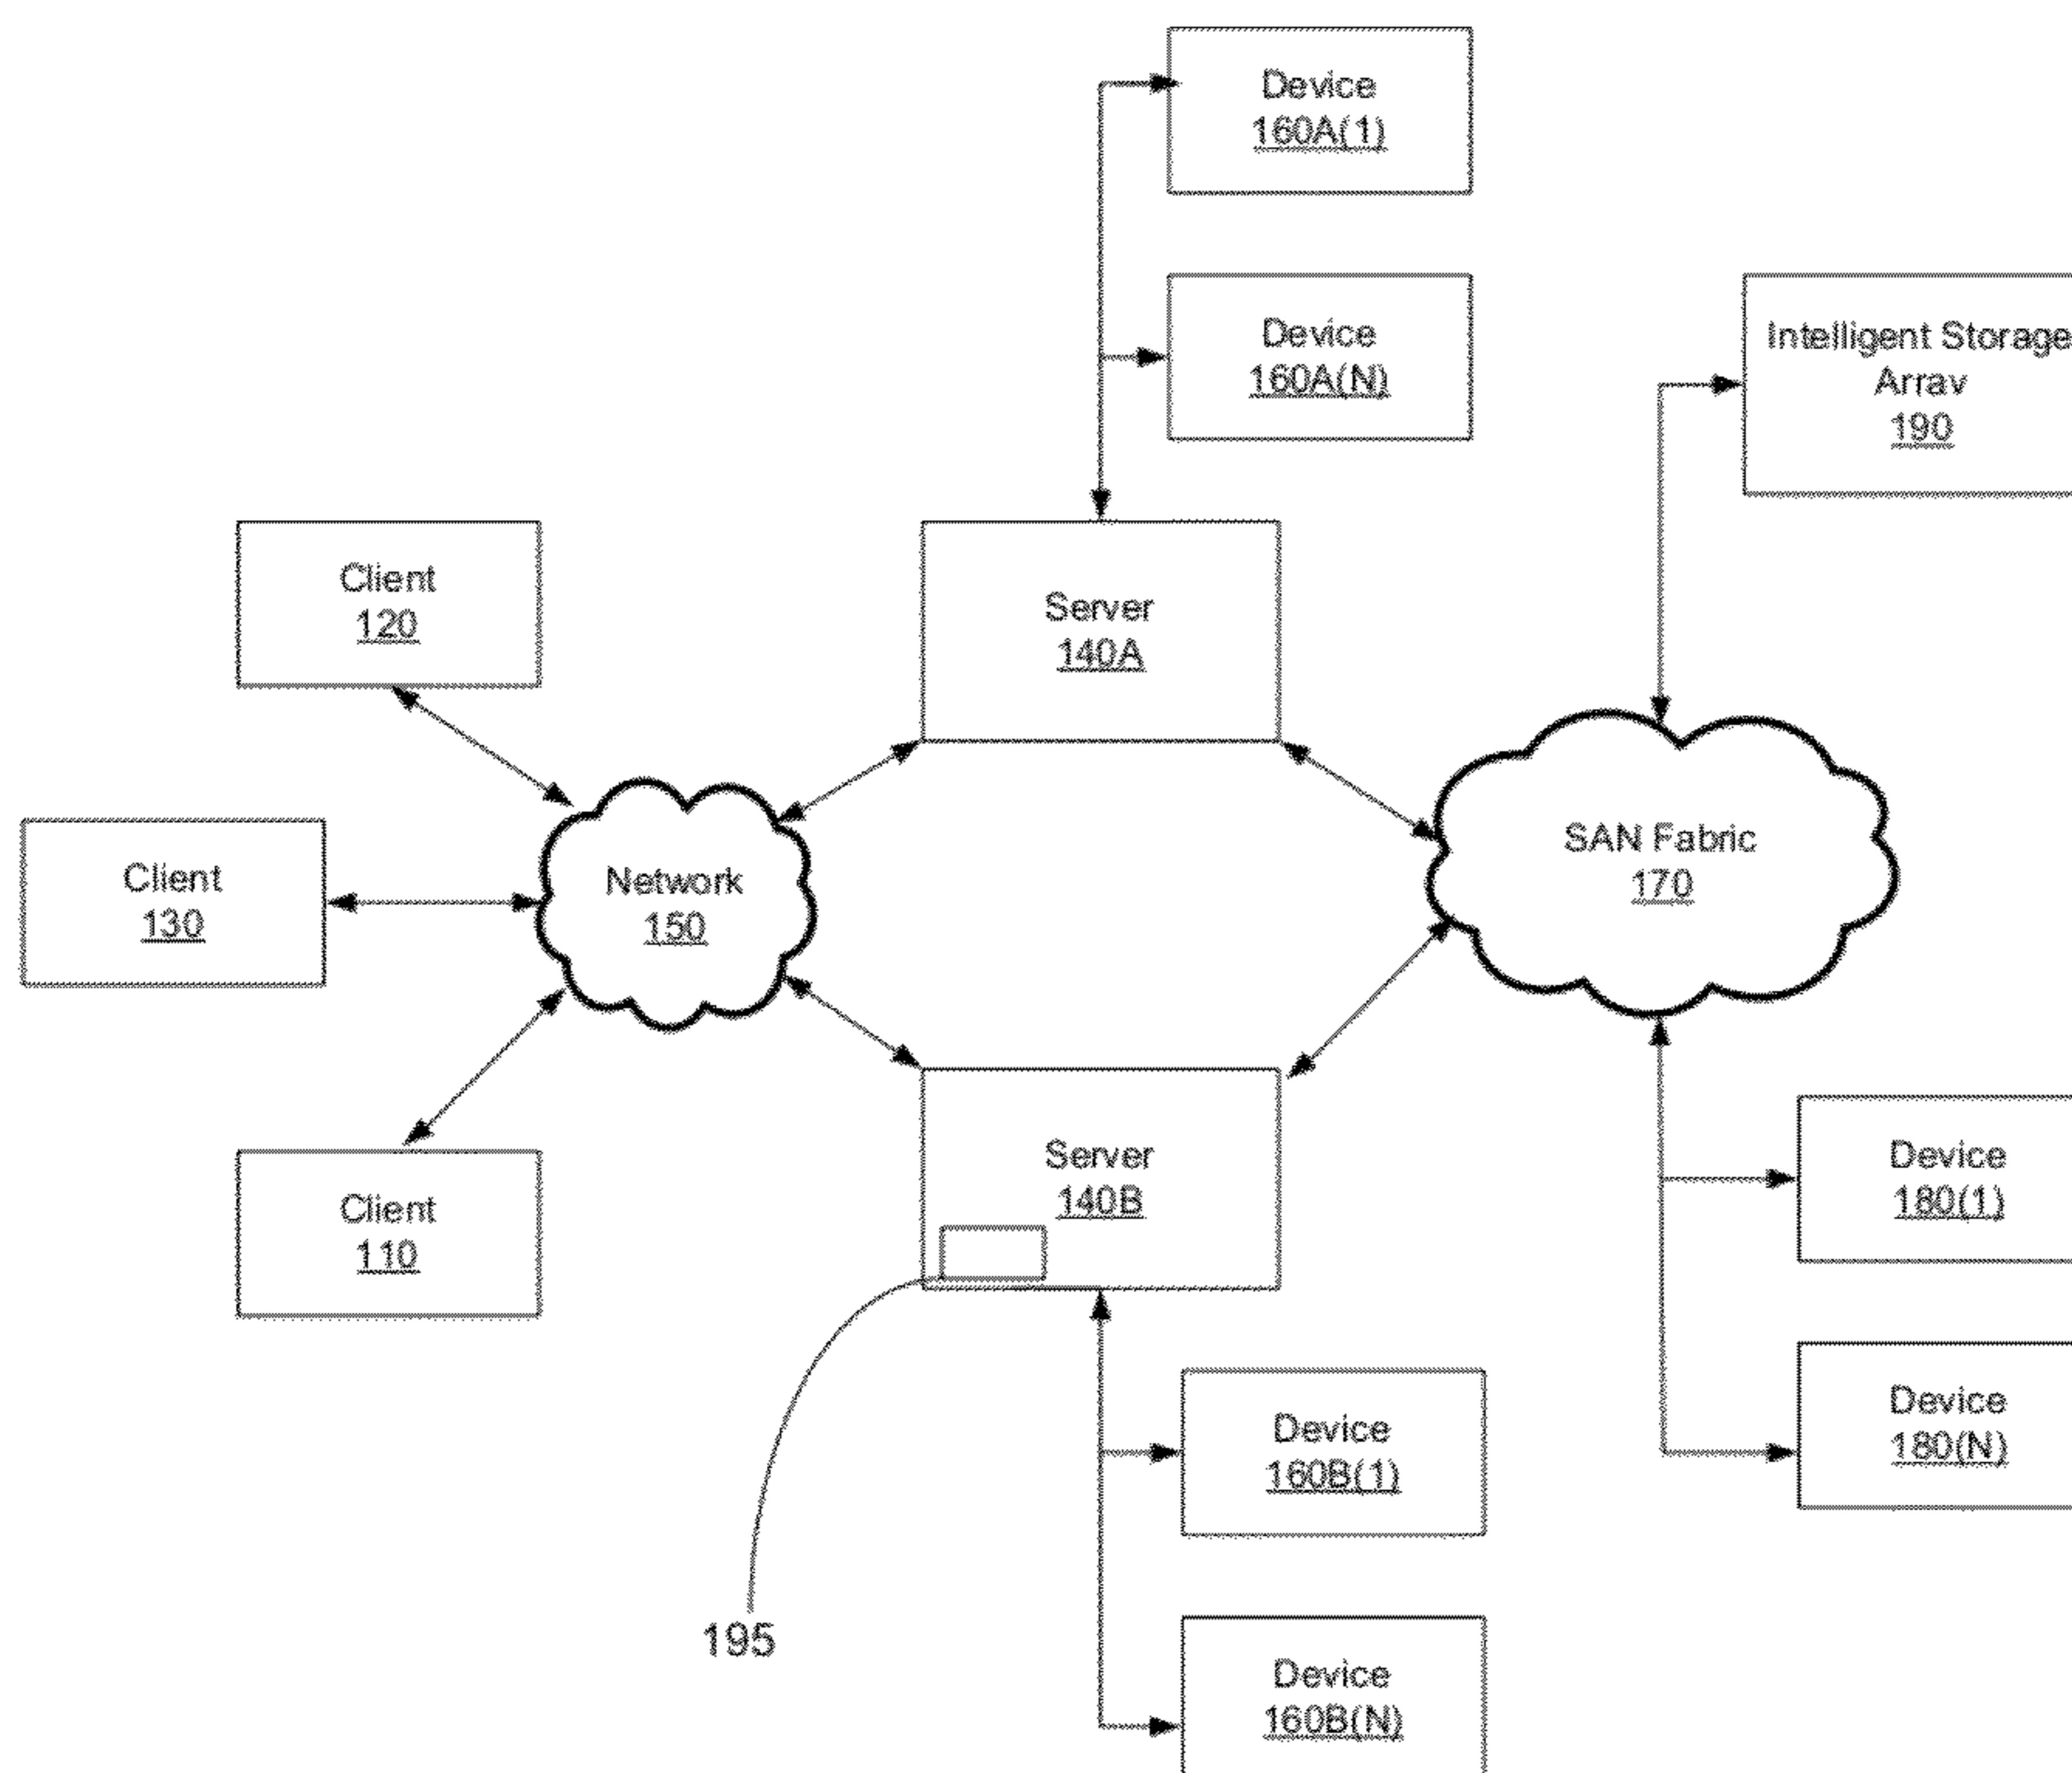 Device
160A(1)
Device
160A(N)
Intelligent Storage
Array
190
Client
120
Server
140A
Client
130
Network
150
SAN Fabric
170
Client
110
Server
140B
Device
180(1)
Device
180(N)
Device
160B(1)
195
Device
160B(N)